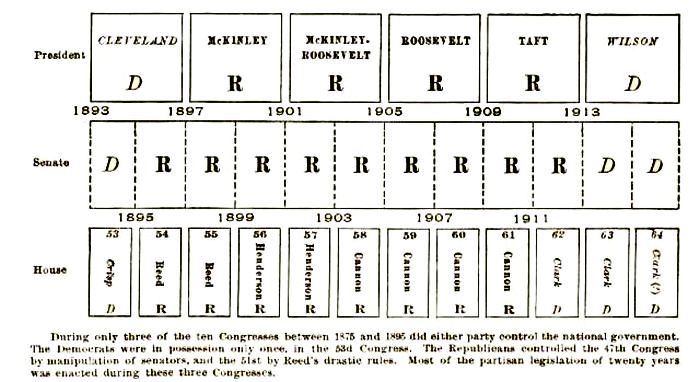 CLEVELAND McKINLEY McKINLEY- ROOSEVELT TAFT WILSON
ROOSEVELT
President
D R R R R D
1893 1897 1901 1905 1909 1913
Senate D R R R R R R R R R D D
1895 1899 1903 1907 1911
53 54 55 56 57 58 59 60 61 62 63 64
House Crisp Reed Reed Henderson Henderson Cannon Cannon Cannon Cannon Clark Clark Clark (?)
D R R R R R R R R D D D
During only three of the ten Congresses between 1875 and 1895 did either party control the national government.
The Democrats were in possession only once, in the 53d Congress. The Republicans controlled the 47th Congress
by manipulation of senators, and the 51st by Reed's drastic rules. Most of the partisan legislation of twenty years
was enacted during these three Congresses.